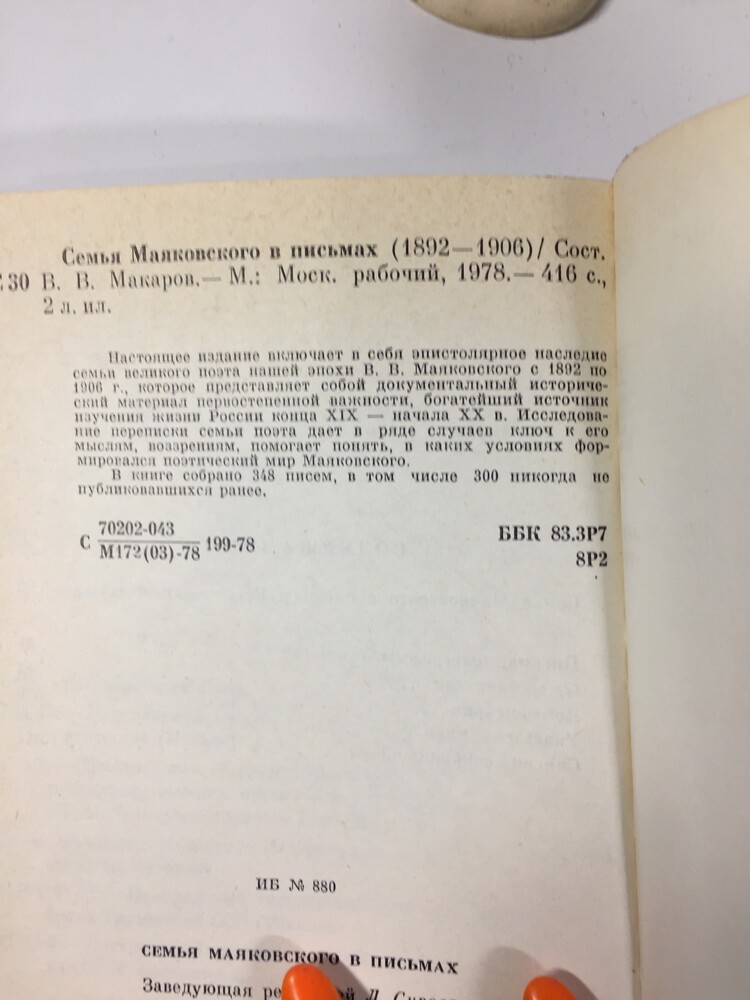 Семья Маяковского в письмах (1892—1906)/ Сост.
30 В. В. Макаров.— М.: Моск. рабочий, 1978.— 416 с.,
2 л. ил.
Настоящее издание включает в себя эпистолярное наследие
семьи великого поэта нашей эпохи В. В. Маяковского с 1892 по
1906 г., которое представляет собой документальный историче-
ский материал первостепенной важности, богатейший источник
изучения жизни России конца XIX — начала XX в. Исследова-
ние переписки семьи поэта дает в ряде случаев ключ к его
мыслям, воззрениям, помогает понять, в каких условиях фор-
мировался поэтический мир Маяковского.
В книге собрано 348 писем, в том числе 300 никогда не
публиковавшихся ранее.
70202-043
С М172(03)-78 199-78
ББК 83.3Р7
8Р2
ИБ № 880
СЕМЬЯ МАЯКОВСКОГО В ПИСЬМАХ
Заведующая